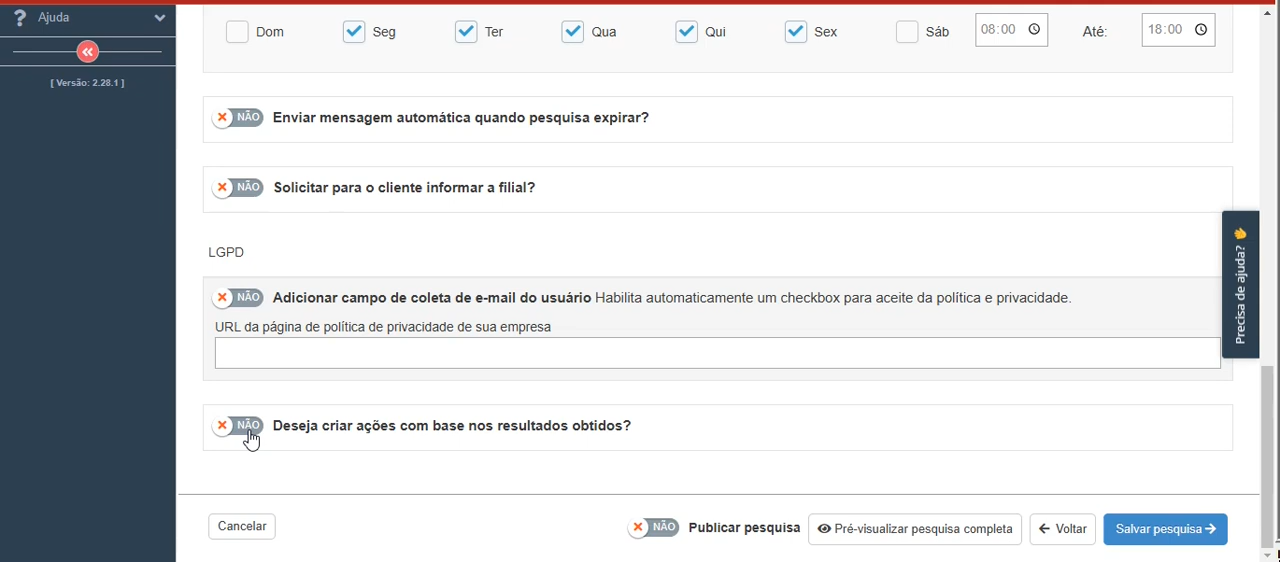 ? Ajuda
[ Versão: 2.28.1 ]
Dom Seg Ter Qua Qui Sex Sáb 08:00 Até: 18:00
NÃO Enviar mensagem automática quando pesquisa expirar?
NÃO Solicitar para o cliente informar a filial?
LGPD
NÃO Adicionar campo de coleta de e-mail do usuário Habilita automaticamente um checkbox para aceite da política e privacidade.
URL da página de política de privacidade de sua empresa
NÃO Deseja criar ações com base nos resultados obtidos?
Precisa de ajuda?
Cancelar NÃO Publicar pesquisa Pré-visualizar pesquisa completa Voltar Salvar pesquisa